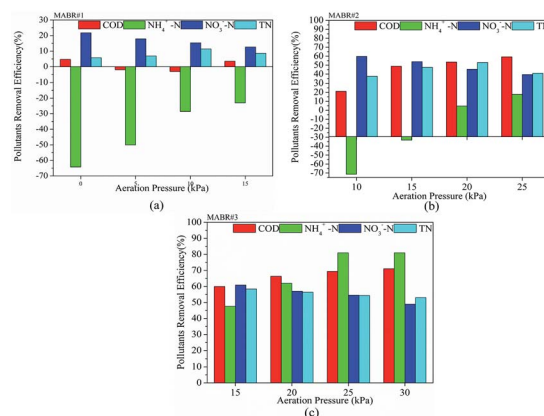 MABR#1
COD NH4+-N NO3--N TN
Pollutants Removal Efficiency(%)
30
20
10
0
-10
-20
-30
-40
-50
-60
-70
0 5 10 15
Aeration Pressure (kPa)
(a)
MABR#2
COD NH4+-N NO3--N TN
Pollutants Removal Efficiency(%)
100
90
80
70
60
50
40
30
20
10
0
-10
-30
-50
-60
-70
10 15 20 25
Aeration Pressure (kPa)
(b)
MABR#3
COD NH4+-N NO3--N TN
Pollutants Removal Efficiency(%)
100
90
80
70
60
50
40
30
20
10
0
15 20 25 30
Aeration Pressure (kPa)
(c)